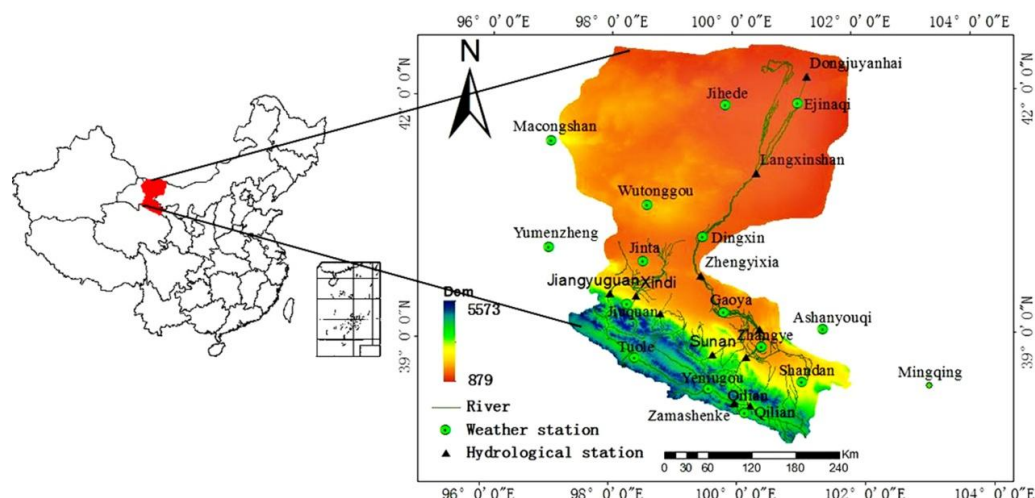 96° 0′0″E
98° 0′0″E
100° 0′0″E
102° 0′0″E
104° 0′0″E
N
42° 0′0″N
42° 0′0″N
Dongjuyanhai
Jihede
Ejinaqi
Macongshan
Langxinshan
Wutonggou
Yumenzheng
Dingxin
Jinta
Zhengyixia
Jiangyuguan
Xindi
Dem
5573
Jiuquan
Gaoya
Ashanyouqi
39° 0′0″N
39° 0′0″N
Zhangye
Sunan
Tuole
879
Shandan
Mingqing
Yeniugou
Qilian
River
Zamashenke
Qilian
Weather station
Hydrological station
Km
0 15 30 60 120 180 240
96° 0′0″E
98° 0′0″E
100° 0′0″E
102° 0′0″E
104° 0′0″E